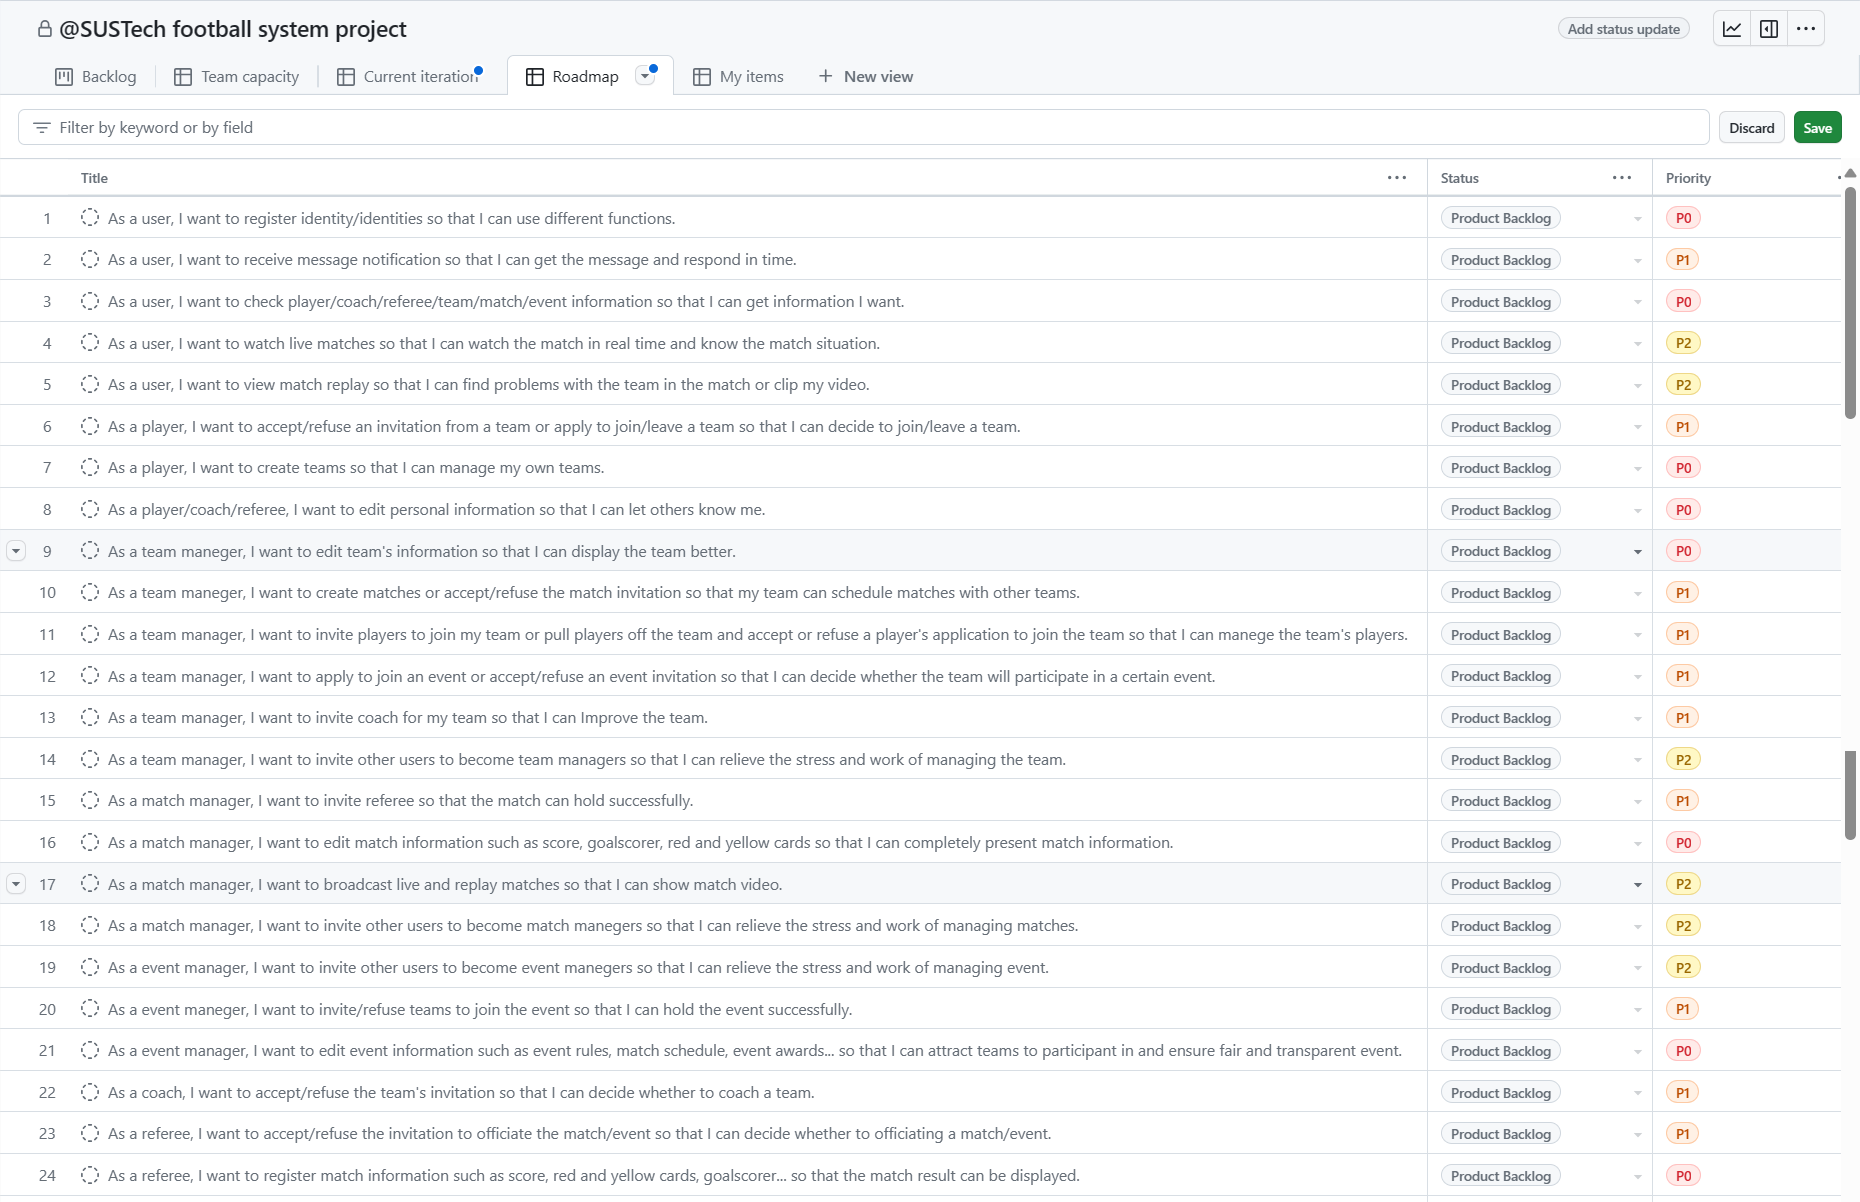 @SUSTech football system project
Add status update
Backlog
Team capacity
Current iteration
Roadmap
My items
New view
Filter by keyword or by field
Discard
Save
Title Status Priority
1 As a user, I want to register identity/identities so that I can use different functions. Product Backlog P0
2 As a user, I want to receive message notification so that I can get the message and respond in time. Product Backlog P1
3 As a user, I want to check player/coach/referee/team/match/event information so that I can get information I want. Product Backlog P0
4 As a user, I want to watch live matches so that I can watch the match in real time and know the match situation. Product Backlog P2
5 As a user, I want to view match replay so that I can find problems with the team in the match or clip my video. Product Backlog P2
6 As a player, I want to accept/refuse an invitation from a team or apply to join/leave a team so that I can decide to join/leave a team. Product Backlog P1
7 As a player, I want to create teams so that I can manage my own teams. Product Backlog P0
8 As a player/coach/referee, I want to edit personal information so that I can let others know me. Product Backlog P0
9 As a team maneger, I want to edit team's information so that I can display the team better. Product Backlog P0
10 As a team maneger, I want to create matches or accept/refuse the match invitation so that my team can schedule matches with other teams. Product Backlog P1
11 As a team manager, I want to invite players to join my team or pull players off the team and accept or refuse a player's application to join the team so that I can manege the team's players. Product Backlog P1
12 As a team manager, I want to apply to join an event or accept/refuse an event invitation so that I can decide whether the team will participate in a certain event. Product Backlog P1
13 As a team manager, I want to invite coach for my team so that I can Improve the team. Product Backlog P1
14 As a team manager, I want to invite other users to become team managers so that I can relieve the stress and work of managing the team. Product Backlog P2
15 As a match manager, I want to invite referee so that the match can hold successfully. Product Backlog P1
16 As a match manager, I want to edit match information such as score, goalscorer, red and yellow cards so that I can completely present match information. Product Backlog P0
17 As a match manager, I want to broadcast live and replay matches so that I can show match video. Product Backlog P2
18 As a match manager, I want to invite other users to become match manegers so that I can relieve the stress and work of managing matches. Product Backlog P2
19 As a event manager, I want to invite other users to become event manegers so that I can relieve the stress and work of managing event. Product Backlog P2
20 As a event maneger, I want to invite/refuse teams to join the event so that I can hold the event successfully. Product Backlog P1
21 As a event manager, I want to edit event information such as event rules, match schedule, event awards... so that I can attract teams to participate in and ensure fair and transparent event. Product Backlog P0
22 As a coach, I want to accept/refuse the team's invitation so that I can decide whether to coach a team. Product Backlog P1
23 As a referee, I want to accept/refuse the invitation to officiate the match/event so that I can decide whether to officiating a match/event. Product Backlog P1
24 As a referee, I want to register match information such as score, red and yellow cards, goalscorer... so that the match result can be displayed. Product Backlog P0